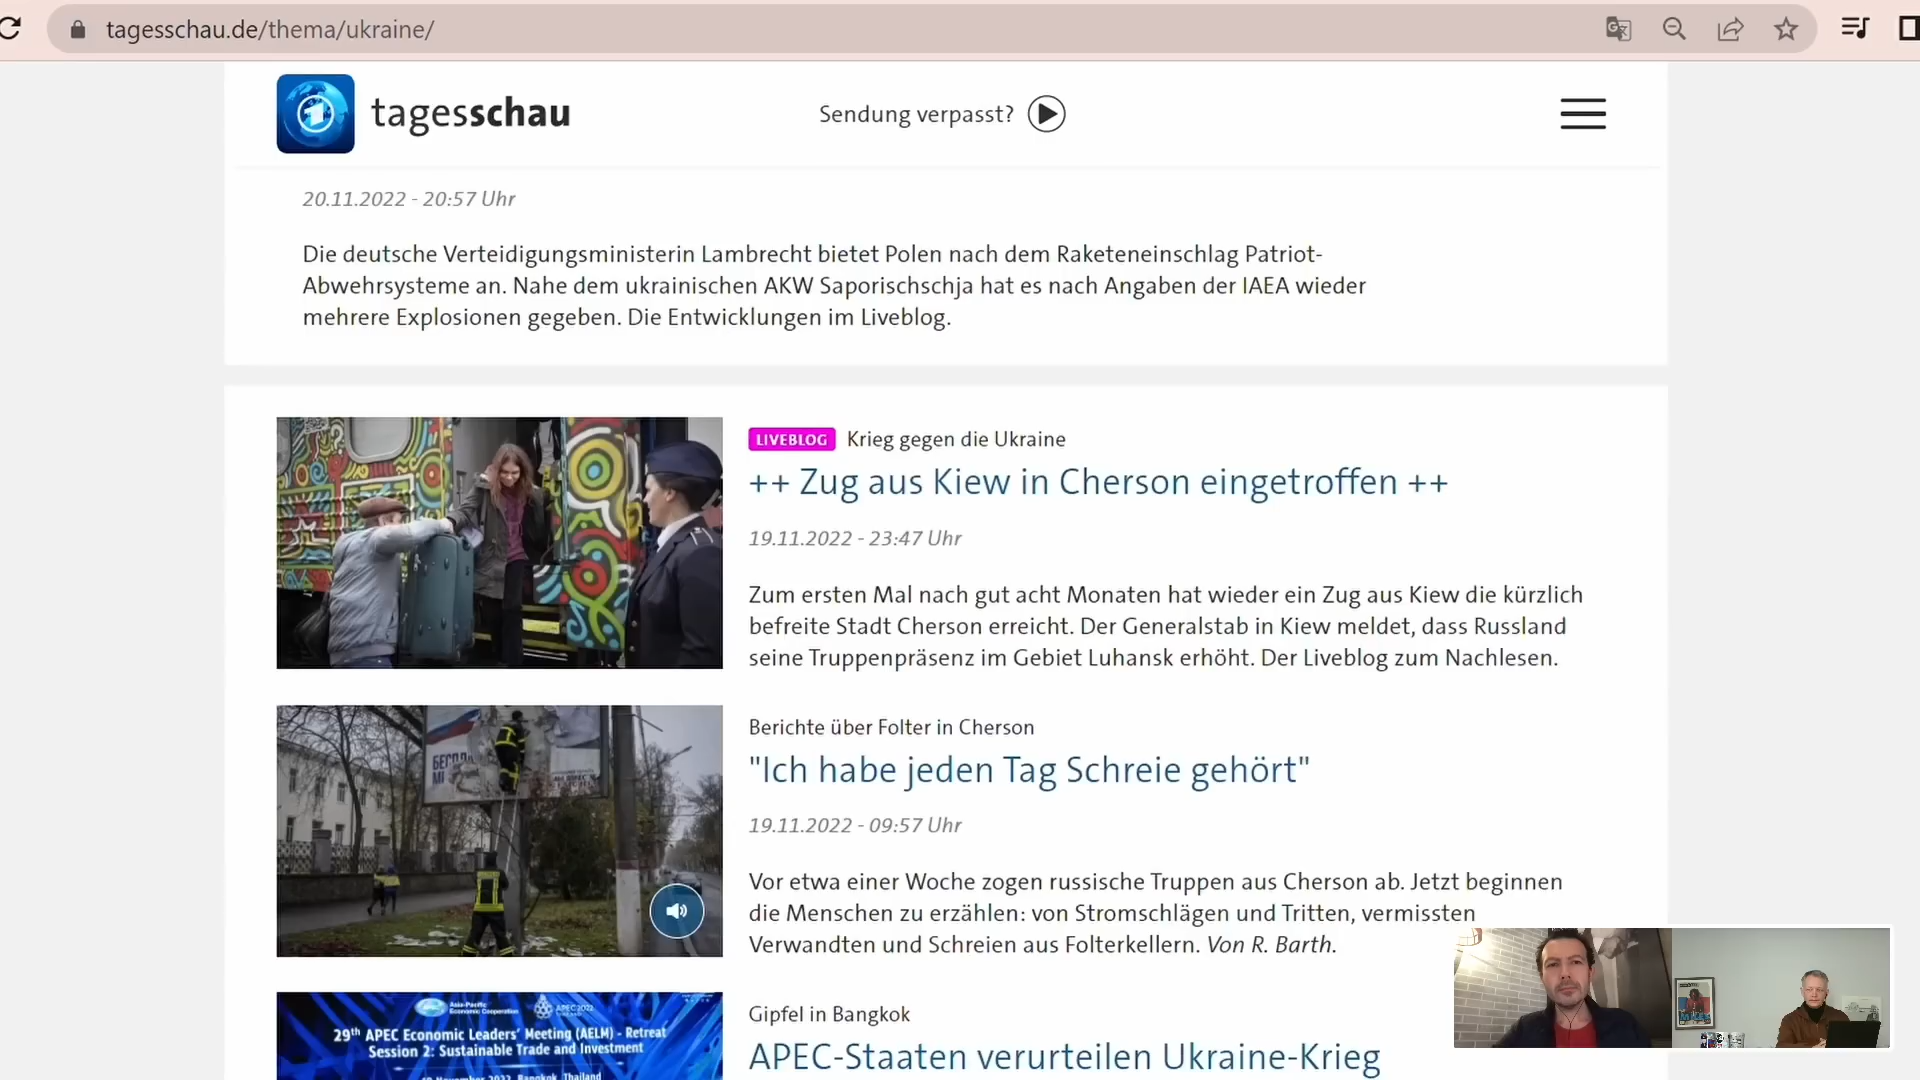 tagesschau.de/thema/ukraine/
tagesschau
Sendung verpasst?
20.11.2022 - 20:57 Uhr
Die deutsche Verteidigungsministerin Lambrecht bietet Polen nach dem Raketeneinschlag Patriot-
Abwehrsysteme an. Nahe dem ukrainischen AKW Saporischschja hat es nach Angaben der IAEA wieder
mehrere Explosionen gegeben. Die Entwicklungen im Liveblog.
LIVEBLOG Krieg gegen die Ukraine
++ Zug aus Kiew in Cherson eingetroffen ++
19.11.2022 - 23:47 Uhr
Zum ersten Mal nach gut acht Monaten hat wieder ein Zug aus Kiew die kürzlich
befreite Stadt Cherson erreicht. Der Generalstab in Kiew meldet, dass Russland
seine Truppenpräsenz im Gebiet Luhansk erhöht. Der Liveblog zum Nachlesen.
Berichte über Folter in Cherson
"Ich habe jeden Tag Schreie gehört"
19.11.2022 - 09:57 Uhr
Vor etwa einer Woche zogen russische Truppen aus Cherson ab. Jetzt beginnen
die Menschen zu erzählen: von Stromschlägen und Tritten, vermissten
Verwandten und Schreien aus Folterkellern. Von R. Barth.
Asia-Pacific
Economic Cooperation
APEC 2022
29th APEC Economic Leaders' Meeting (AELM) - Retreat
Session 2: Sustainable Trade and Investment
Bangkok, Thailand
Gipfel in Bangkok
APEC-Staaten verurteilen Ukraine-Krieg